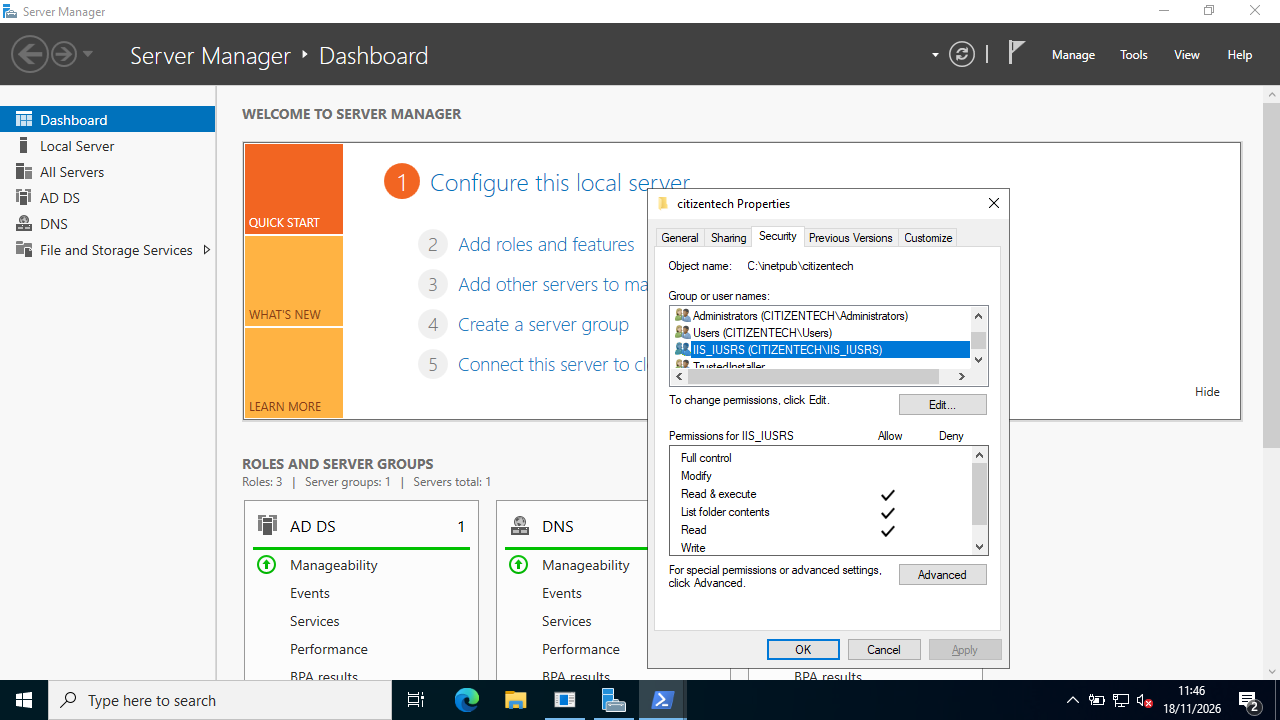 Server Manager
Server Manager ‣ Dashboard
Manage Tools View Help
Dashboard
Local Server
All Servers
AD DS
DNS
File and Storage Services
WELCOME TO SERVER MANAGER
QUICK START
WHAT'S NEW
LEARN MORE
1 Configure this local server
2 Add roles and features
3 Add other servers to ma
4 Create a server group
5 Connect this server to cl
Hide
ROLES AND SERVER GROUPS
Roles: 3 | Server groups: 1 | Servers total: 1
AD DS 1
Manageability
Events
Services
Performance
BPA results
DNS
Manageability
Events
Services
Performance
BPA results
BPA results
citizentech Properties
General Sharing Security Previous Versions Customize
Object name: C:\inetpub\citizentech
Group or user names:
Administrators (CITIZENTECH\Administrators)
Users (CITIZENTECH\Users)
IIS_IUSRS (CITIZENTECH\IIS_IUSRS)
TrustedInstaller
To change permissions, click Edit.
Edit...
Permissions for IIS_IUSRS Allow Deny
Full control
Modify
Read & execute
List folder contents
Read
Write
For special permissions or advanced settings,
click Advanced.
Advanced
OK Cancel Apply
Type here to search
11:46
18/11/2026
2